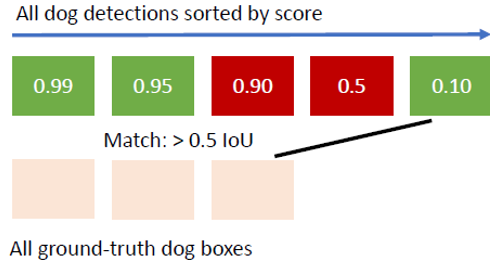 All dog detections sorted by score
0.99 0.95 0.90 0.5 0.10
Match: > 0.5 IoU
All ground-truth dog boxes